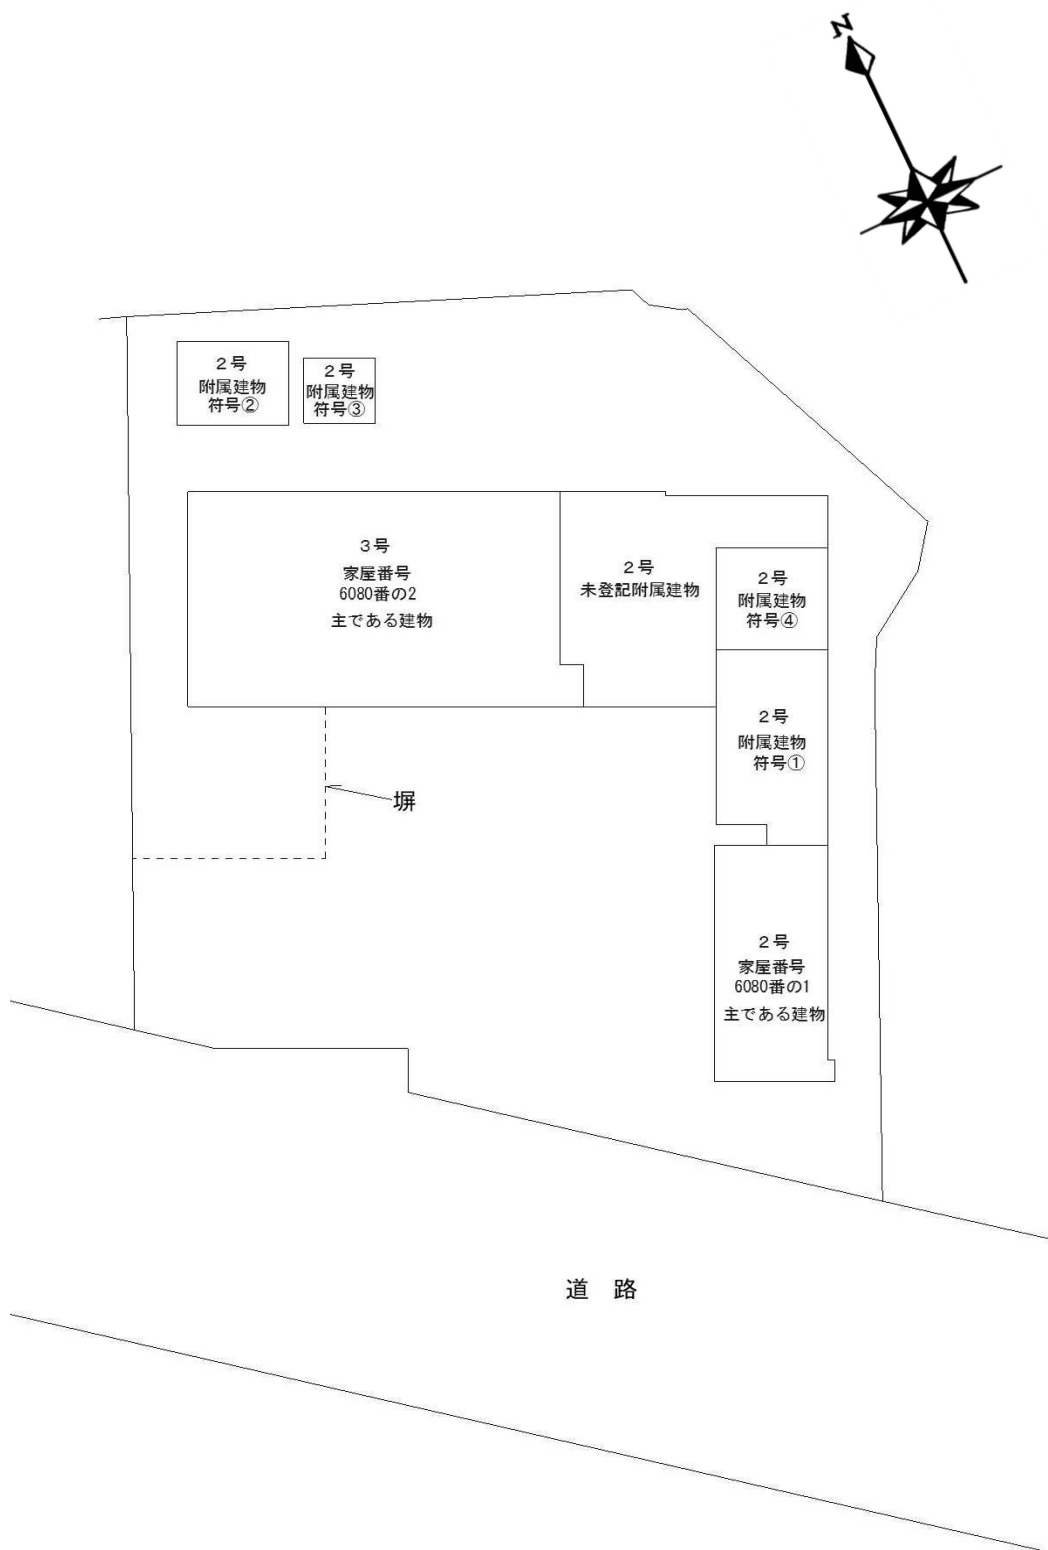 N
２号
附属建物
符号②
２号
附属建物
符号③
３号
家屋番号
6080番の2
主である建物
２号
未登記附属建物
２号
附属建物
符号④
２号
附属建物
符号①
塀
２号
家屋番号
6080番の1
主である建物
道　路